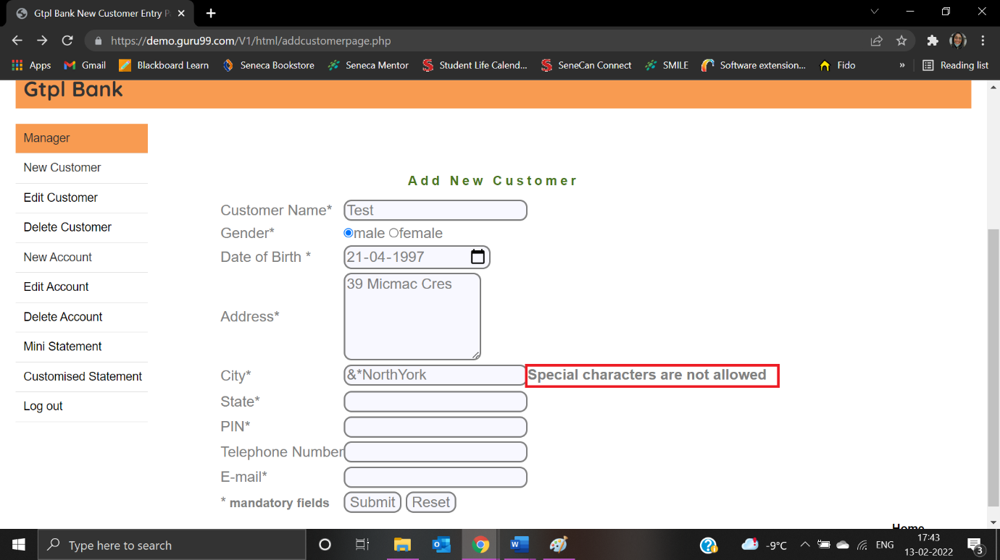 Gtpl Bank New Customer Entry P
https://demo.guru99.com/V1/html/addcustomerpage.php
Apps Gmail Blackboard Learn Seneca Bookstore Seneca Mentor Student Life Calend... SeneCan Connect SMILE Software extension... Fido » Reading list
Gtpl Bank
Manager
New Customer
Edit Customer
Delete Customer
New Account
Edit Account
Delete Account
Mini Statement
Customised Statement
Log out
Add New Customer
Customer Name* Test
Gender* male female
Date of Birth * 21-04-1997
Address* 39 Micmac Cres
City* &*NorthYork Special characters are not allowed
State*
PIN*
Telephone Number
E-mail*
* mandatory fields Submit Reset
Home
Type here to search
-9°C ENG 17:43
13-02-2022 3